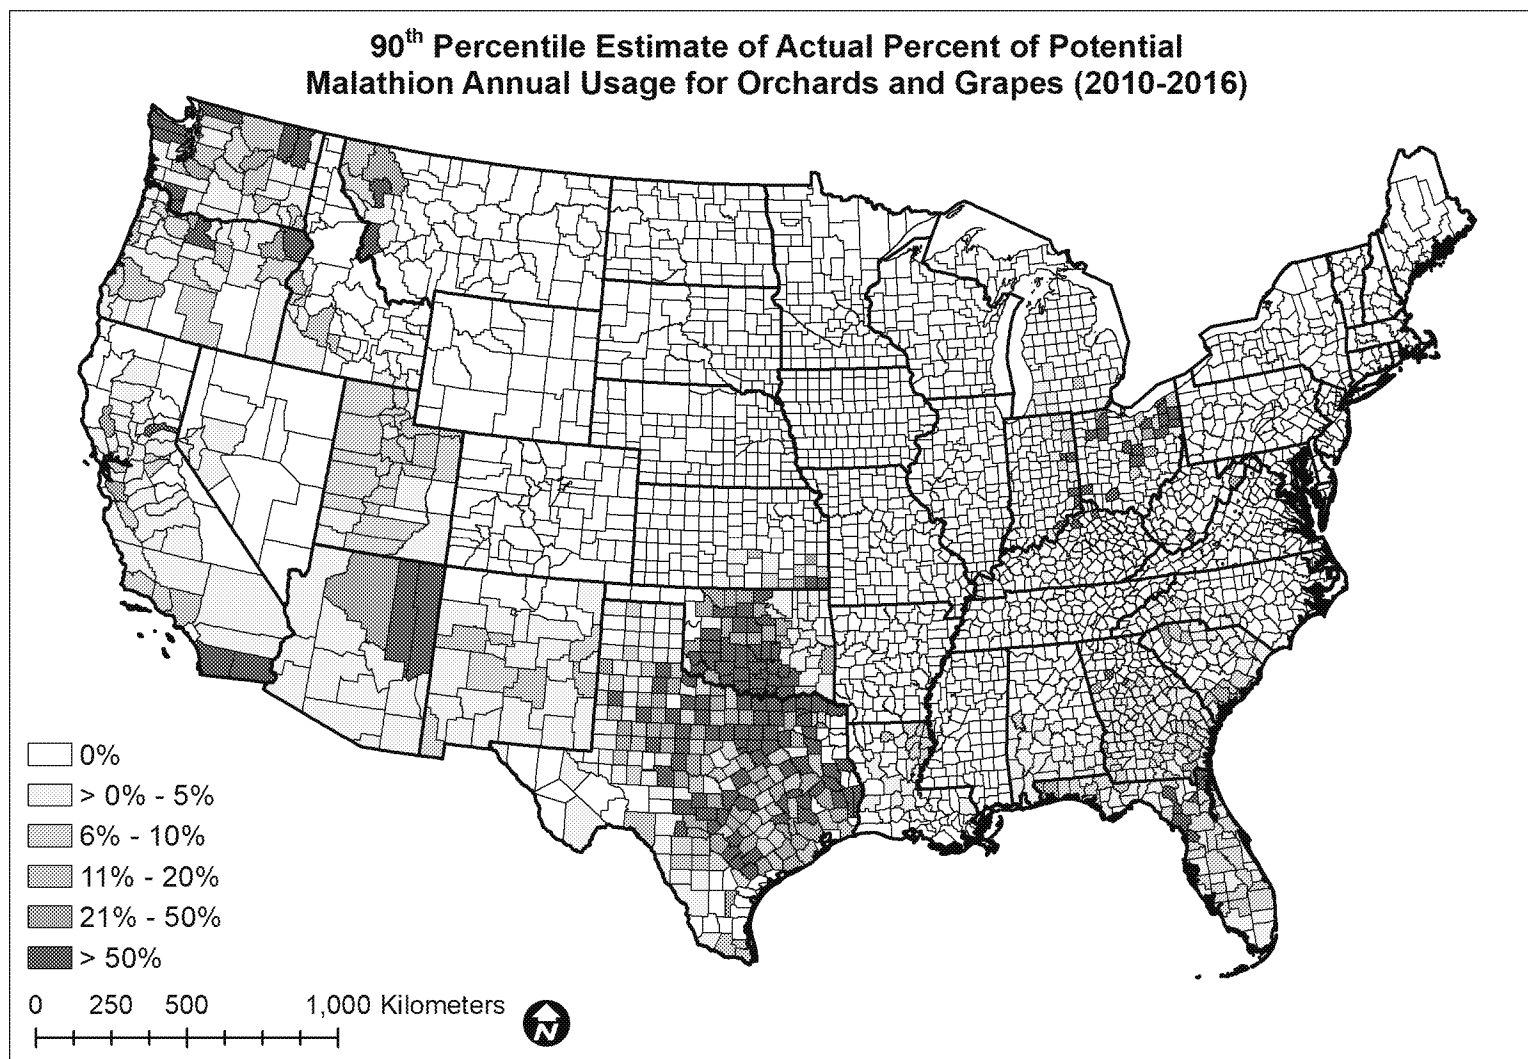 90th Percentile Estimate of Actual Percent of Potential
Malathion Annual Usage for Orchards and Grapes (2010-2016)
0%
> 0% - 5%
6% - 10%
11% - 20%
21% - 50%
> 50%
0 250 500 1,000 Kilometers
N